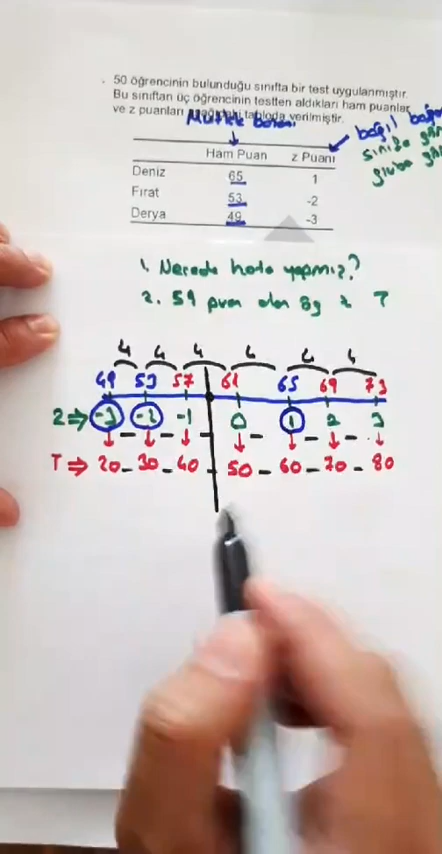 50 öğrencinin bulunduğu sınıfta bir test uygulanmıştır.
Bu sınıftan üç öğrencinin testten aldıkları ham puanlar
ve z puanları tabloda verilmiştir.
Mutlak
bağıl
sınıfa
gruba
Ham Puan z Puanı
Deniz 65 1
Fırat 53 -2
Derya 49 -3
1. Nerede hata yapmış?
2. 59 puan alan öğ z ?
4 4 4 4 4 4
49 53 57 61 65 69 73
Z⇒ -3 -2 -1 0 1 2 3
T⇒ 20 - 30 - 40 - 50 - 60 - 70 - 80